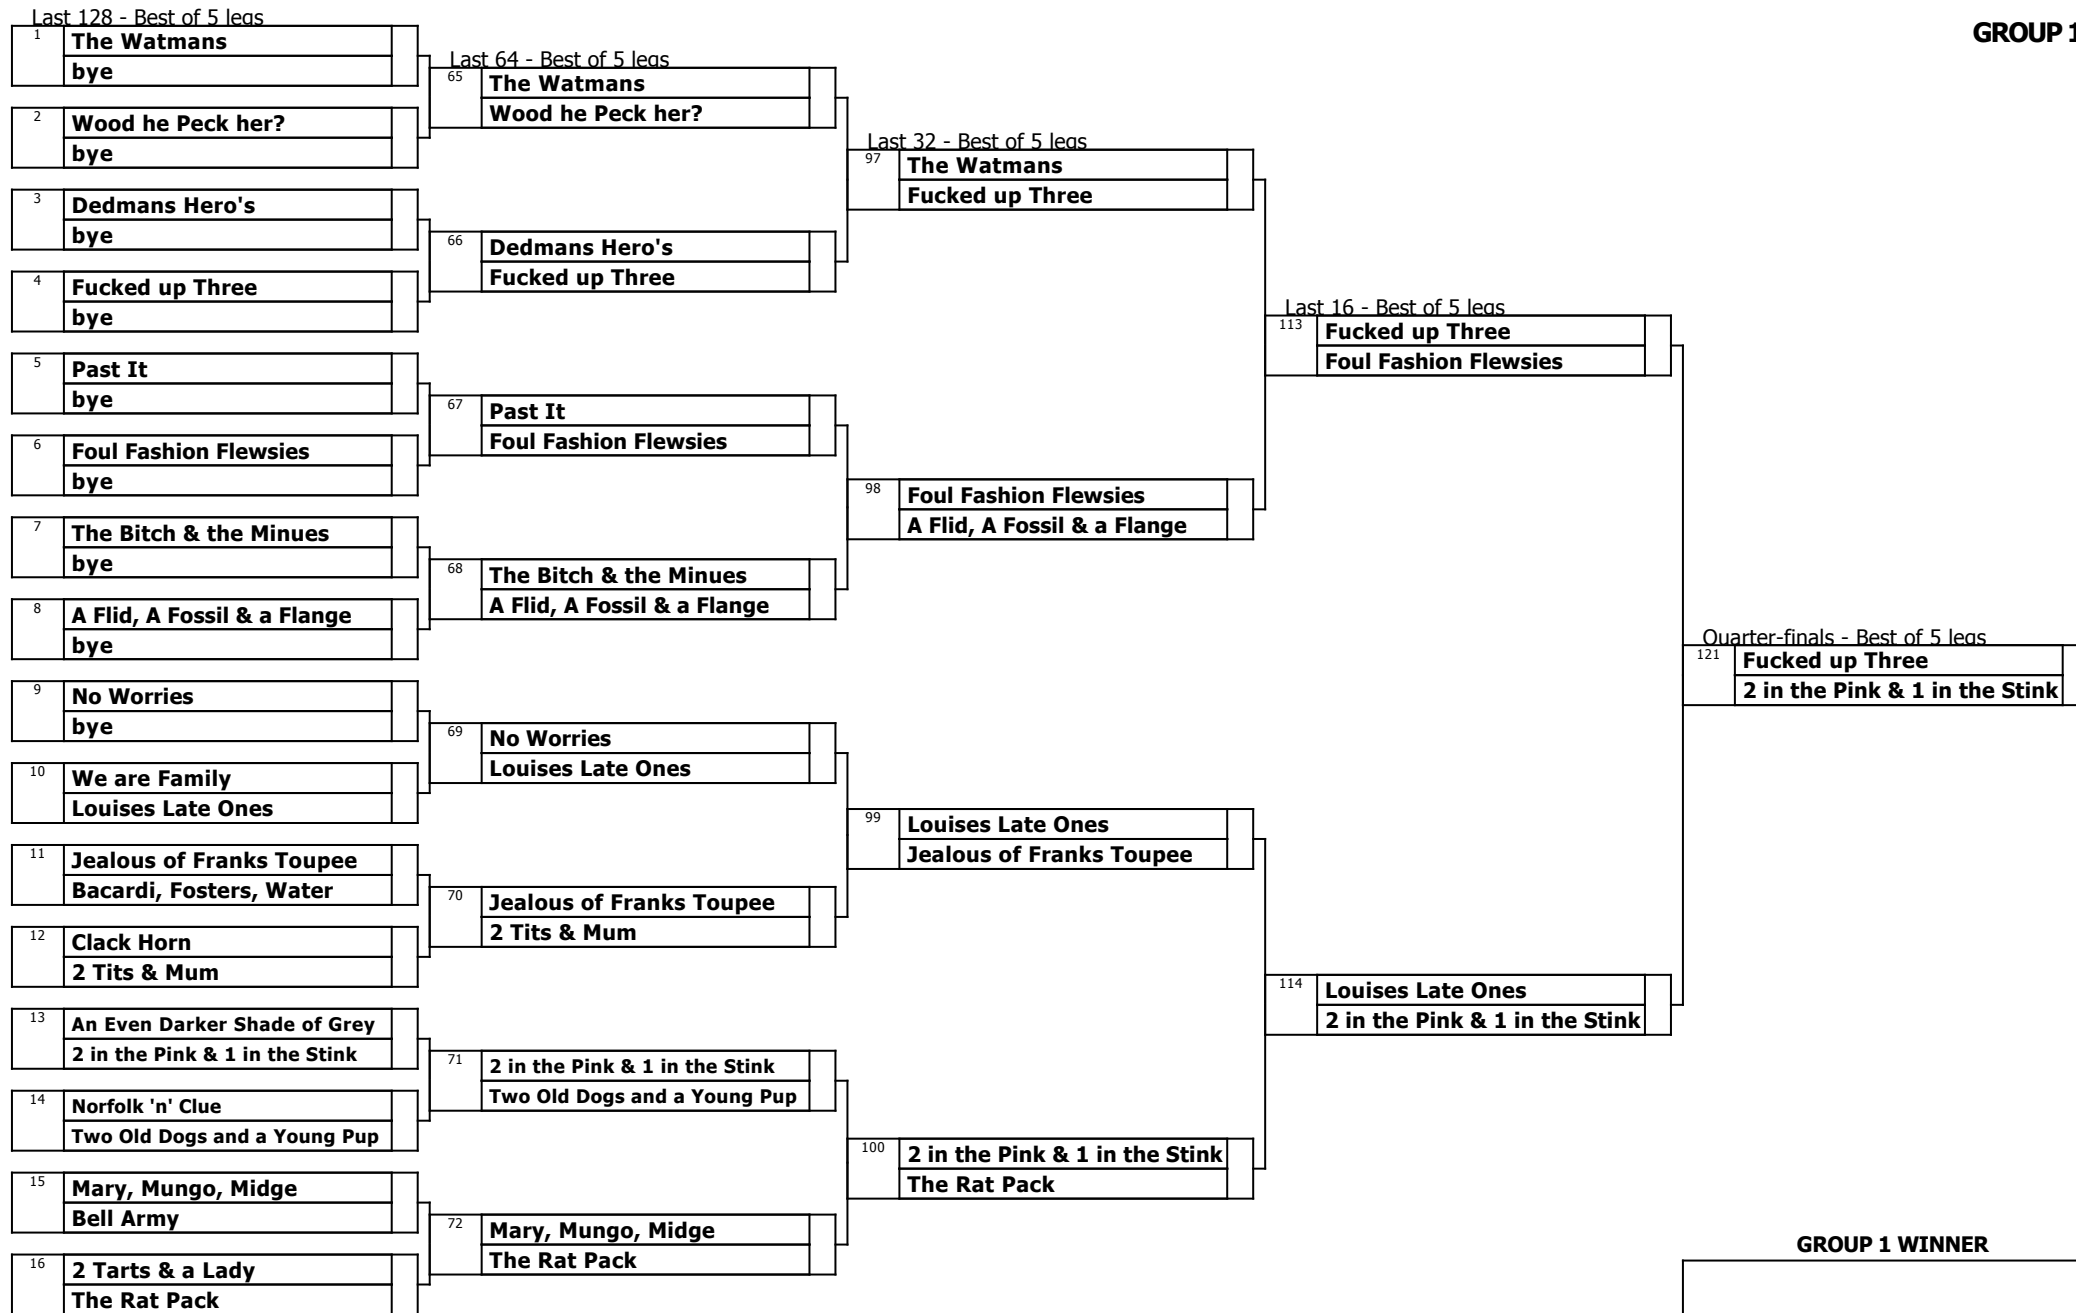 Last 128 - Best of 5 legs
1
The Watmans
bye
2
Wood he Peck her?
bye
3
Dedmans Hero's
bye
4
Fucked up Three
bye
5
Past It
bye
6
Foul Fashion Flewsies
bye
7
The Bitch & the Minues
bye
8
A Flid, A Fossil & a Flange
bye
9
No Worries
bye
10
We are Family
Louises Late Ones
11
Jealous of Franks Toupee
Bacardi, Fosters, Water
12
Clack Horn
2 Tits & Mum
13
An Even Darker Shade of Grey
2 in the Pink & 1 in the Stink
14
Norfolk 'n' Clue
Two Old Dogs and a Young Pup
15
Mary, Mungo, Midge
Bell Army
16
2 Tarts & a Lady
The Rat Pack
Last 64 - Best of 5 legs
65
The Watmans
Wood he Peck her?
66
Dedmans Hero's
Fucked up Three
67
Past It
Foul Fashion Flewsies
68
The Bitch & the Minues
A Flid, A Fossil & a Flange
69
No Worries
Louises Late Ones
70
Jealous of Franks Toupee
2 Tits & Mum
71
2 in the Pink & 1 in the Stink
Two Old Dogs and a Young Pup
72
Mary, Mungo, Midge
The Rat Pack
Last 32 - Best of 5 legs
97
The Watmans
Fucked up Three
98
Foul Fashion Flewsies
A Flid, A Fossil & a Flange
99
Louises Late Ones
Jealous of Franks Toupee
100
2 in the Pink & 1 in the Stink
The Rat Pack
Last 16 - Best of 5 legs
113
Fucked up Three
Foul Fashion Flewsies
114
Louises Late Ones
2 in the Pink & 1 in the Stink
GROUP 1
Quarter-finals - Best of 5 legs
121
Fucked up Three
2 in the Pink & 1 in the Stink
GROUP 1 WINNER